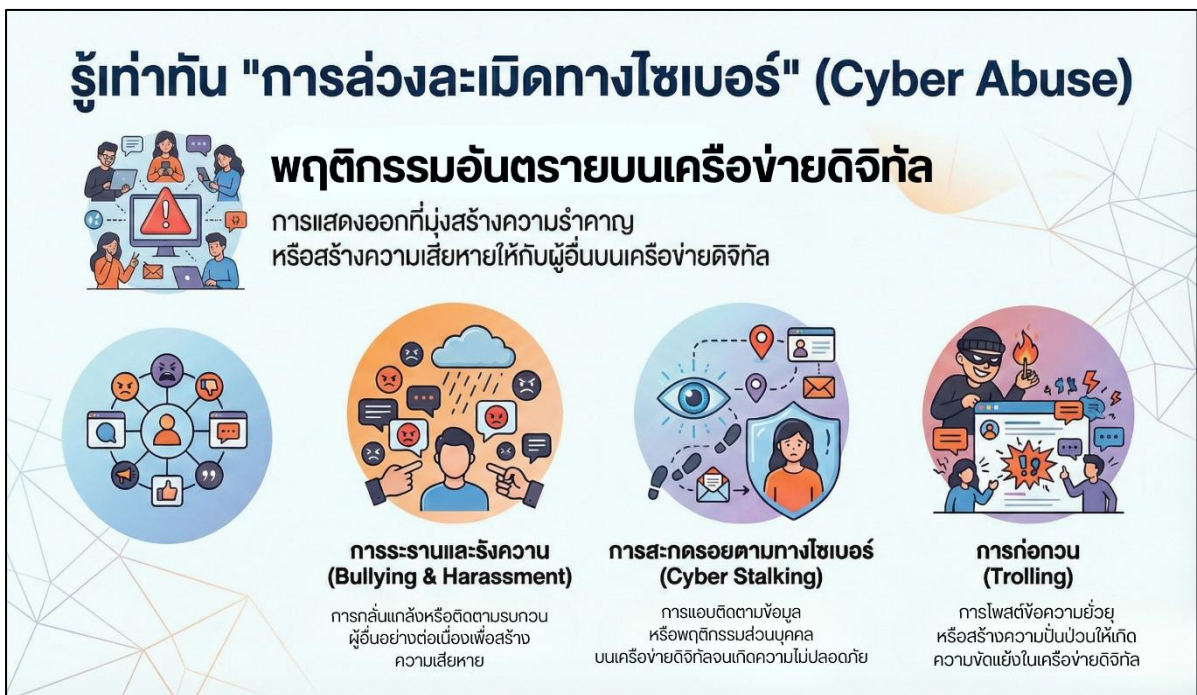 รู้เท่าทัน "การล่วงละเมิดทางไซเบอร์" (Cyber Abuse)
พฤติกรรมอันตรายบนเครือข่ายดิจิทัล
การแสดงออกที่มุ่งสร้างความรำคาญ
หรือสร้างความเสียหายให้กับผู้อื่นบนเครือข่ายดิจิทัล
การระรานและรังควาน
(Bullying & Harassment)
การกลั่นแกล้งหรือติดตามรบกวน
ผู้อื่นอย่างต่อเนื่องเพื่อสร้าง
ความเสียหาย
การสะกดรอยตามทางไซเบอร์
(Cyber Stalking)
การแอบติดตามข้อมูล
หรือพฤติกรรมส่วนบุคคล
บนเครือข่ายดิจิทัลจนเกิดความไม่ปลอดภัย
การก่อกวน
(Trolling)
การโพสต์ข้อความยั่วยุ
หรือสร้างความปั่นป่วนให้เกิด
ความขัดแย้งในเครือข่ายดิจิทัล